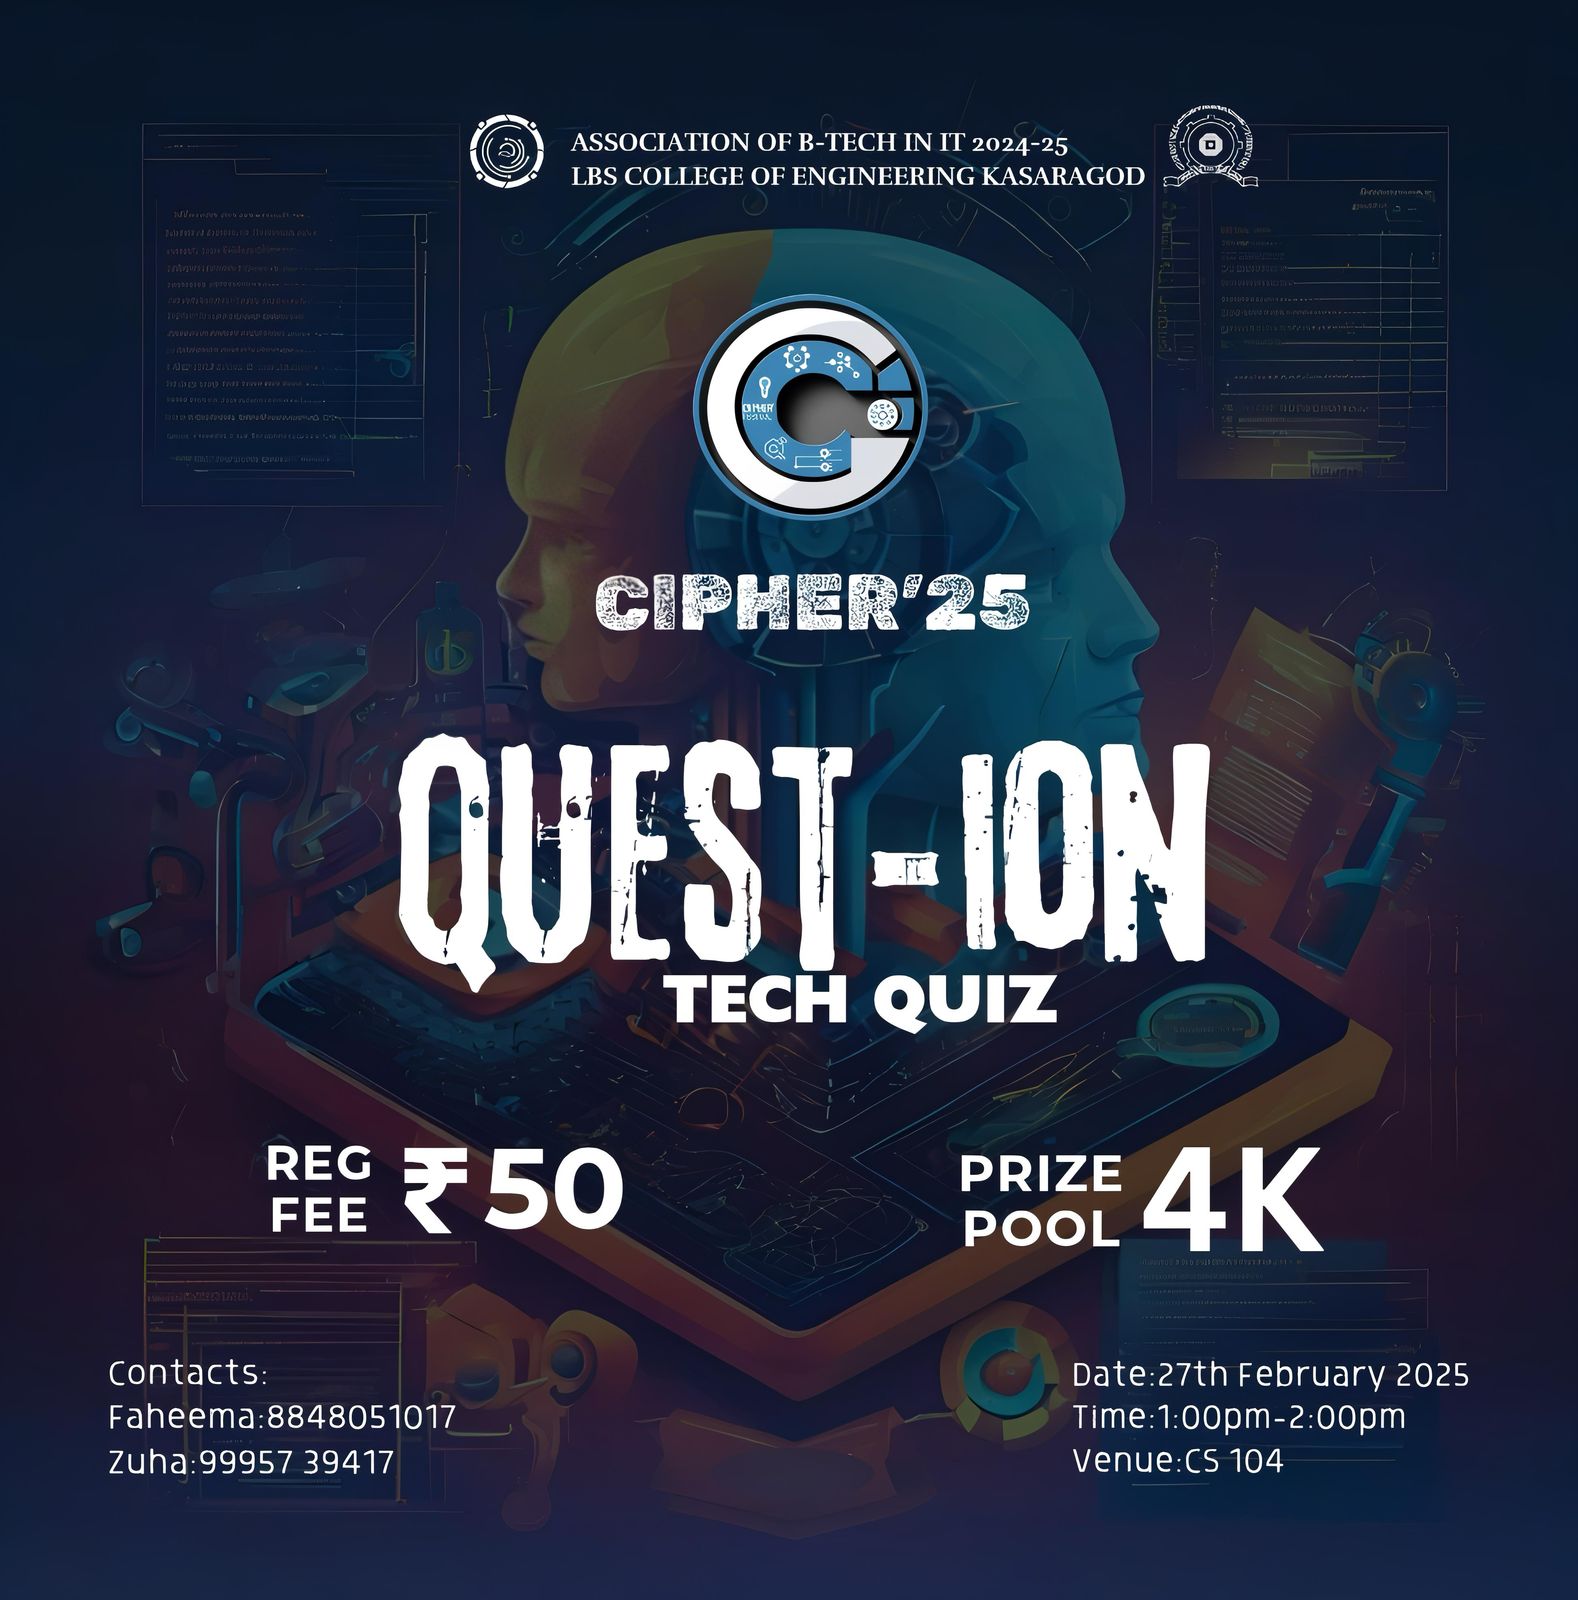 ASSOCIATION OF B-TECH IN IT 2024-25
LBS COLLEGE OF ENGINEERING KASARAGOD
CIPHER'25
QUEST-ION
TECH QUIZ
REG
FEE ₹50
PRIZE
POOL 4K
Contacts:
Faheema:8848051017
Zuha:99957 39417
Date:27th February 2025
Time:1:00pm-2:00pm
Venue:CS 104